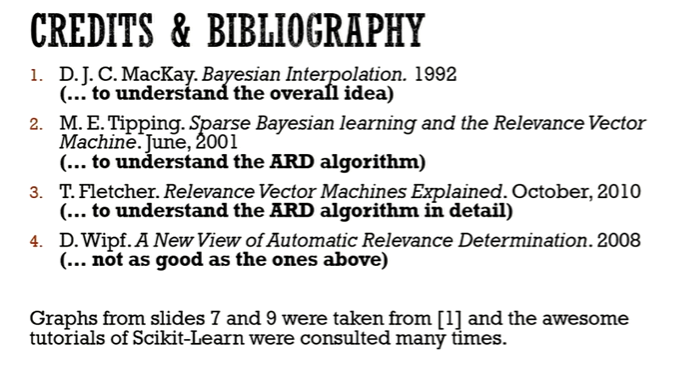 CREDITS & BIBLIOGRAPHY
1. D. J. C. MacKay. Bayesian Interpolation. 1992
(... to understand the overall idea)
2. M. E. Tipping. Sparse Bayesian learning and the Relevance Vector
Machine. June, 2001
(... to understand the ARD algorithm)
3. T. Fletcher. Relevance Vector Machines Explained. October, 2010
(... to understand the ARD algorithm in detail)
4. D. Wipf. A New View of Automatic Relevance Determination. 2008
(... not as good as the ones above)
Graphs from slides 7 and 9 were taken from [1] and the awesome
tutorials of Scikit-Learn were consulted many times.